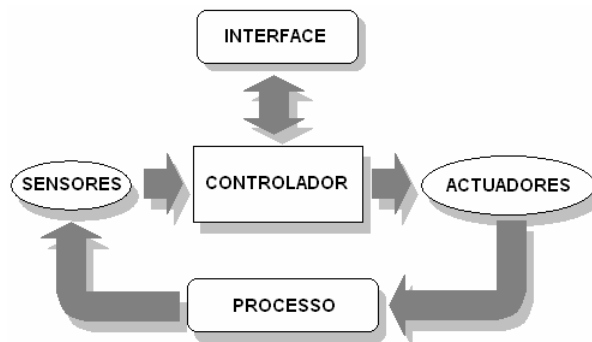 INTERFACE
SENSORES
CONTROLADOR
ACTUADORES
PROCESSO